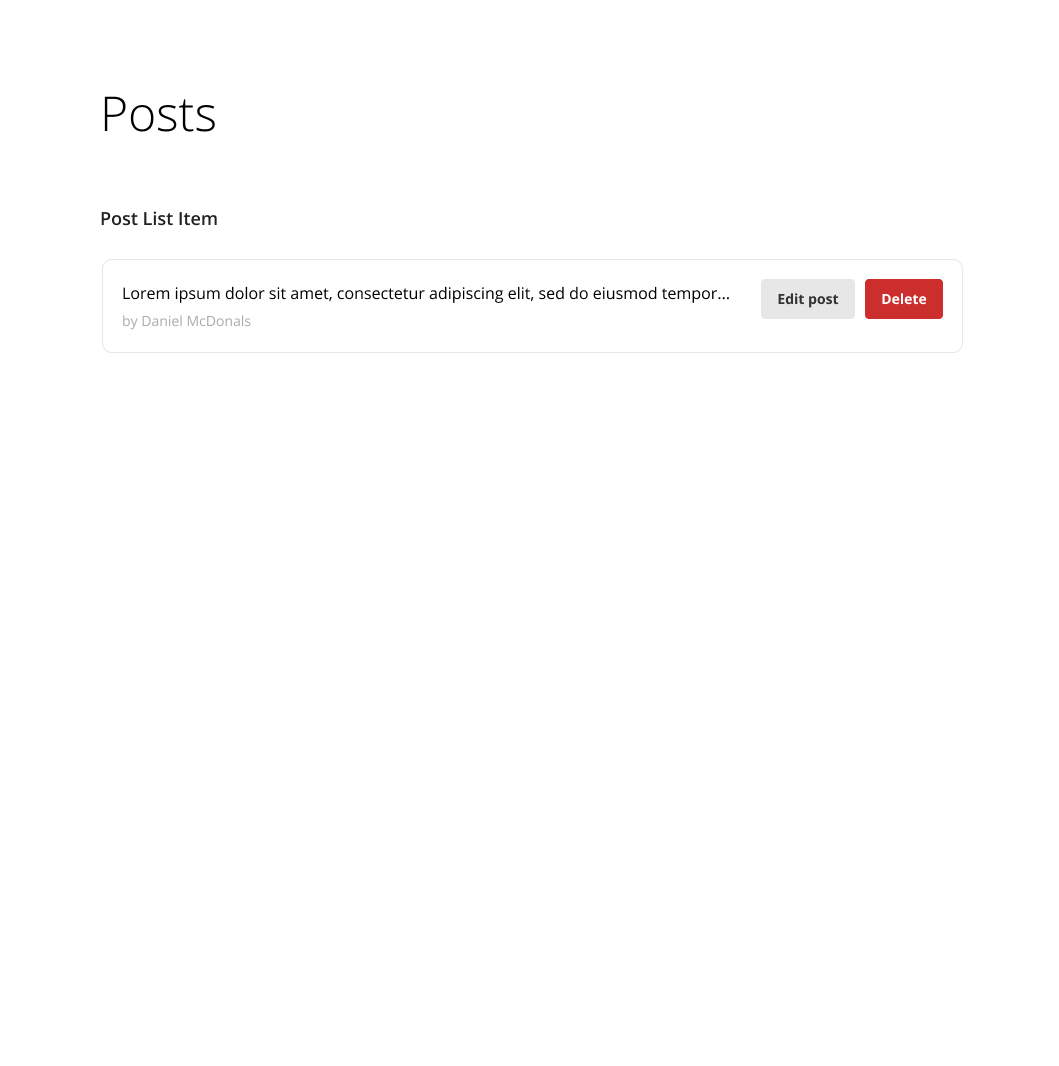 Posts
Post List Item
Lorem ipsum dolor sit amet, consectetur adipiscing elit, sed do eiusmod tempor...
Edit post
Delete
by Daniel McDonals